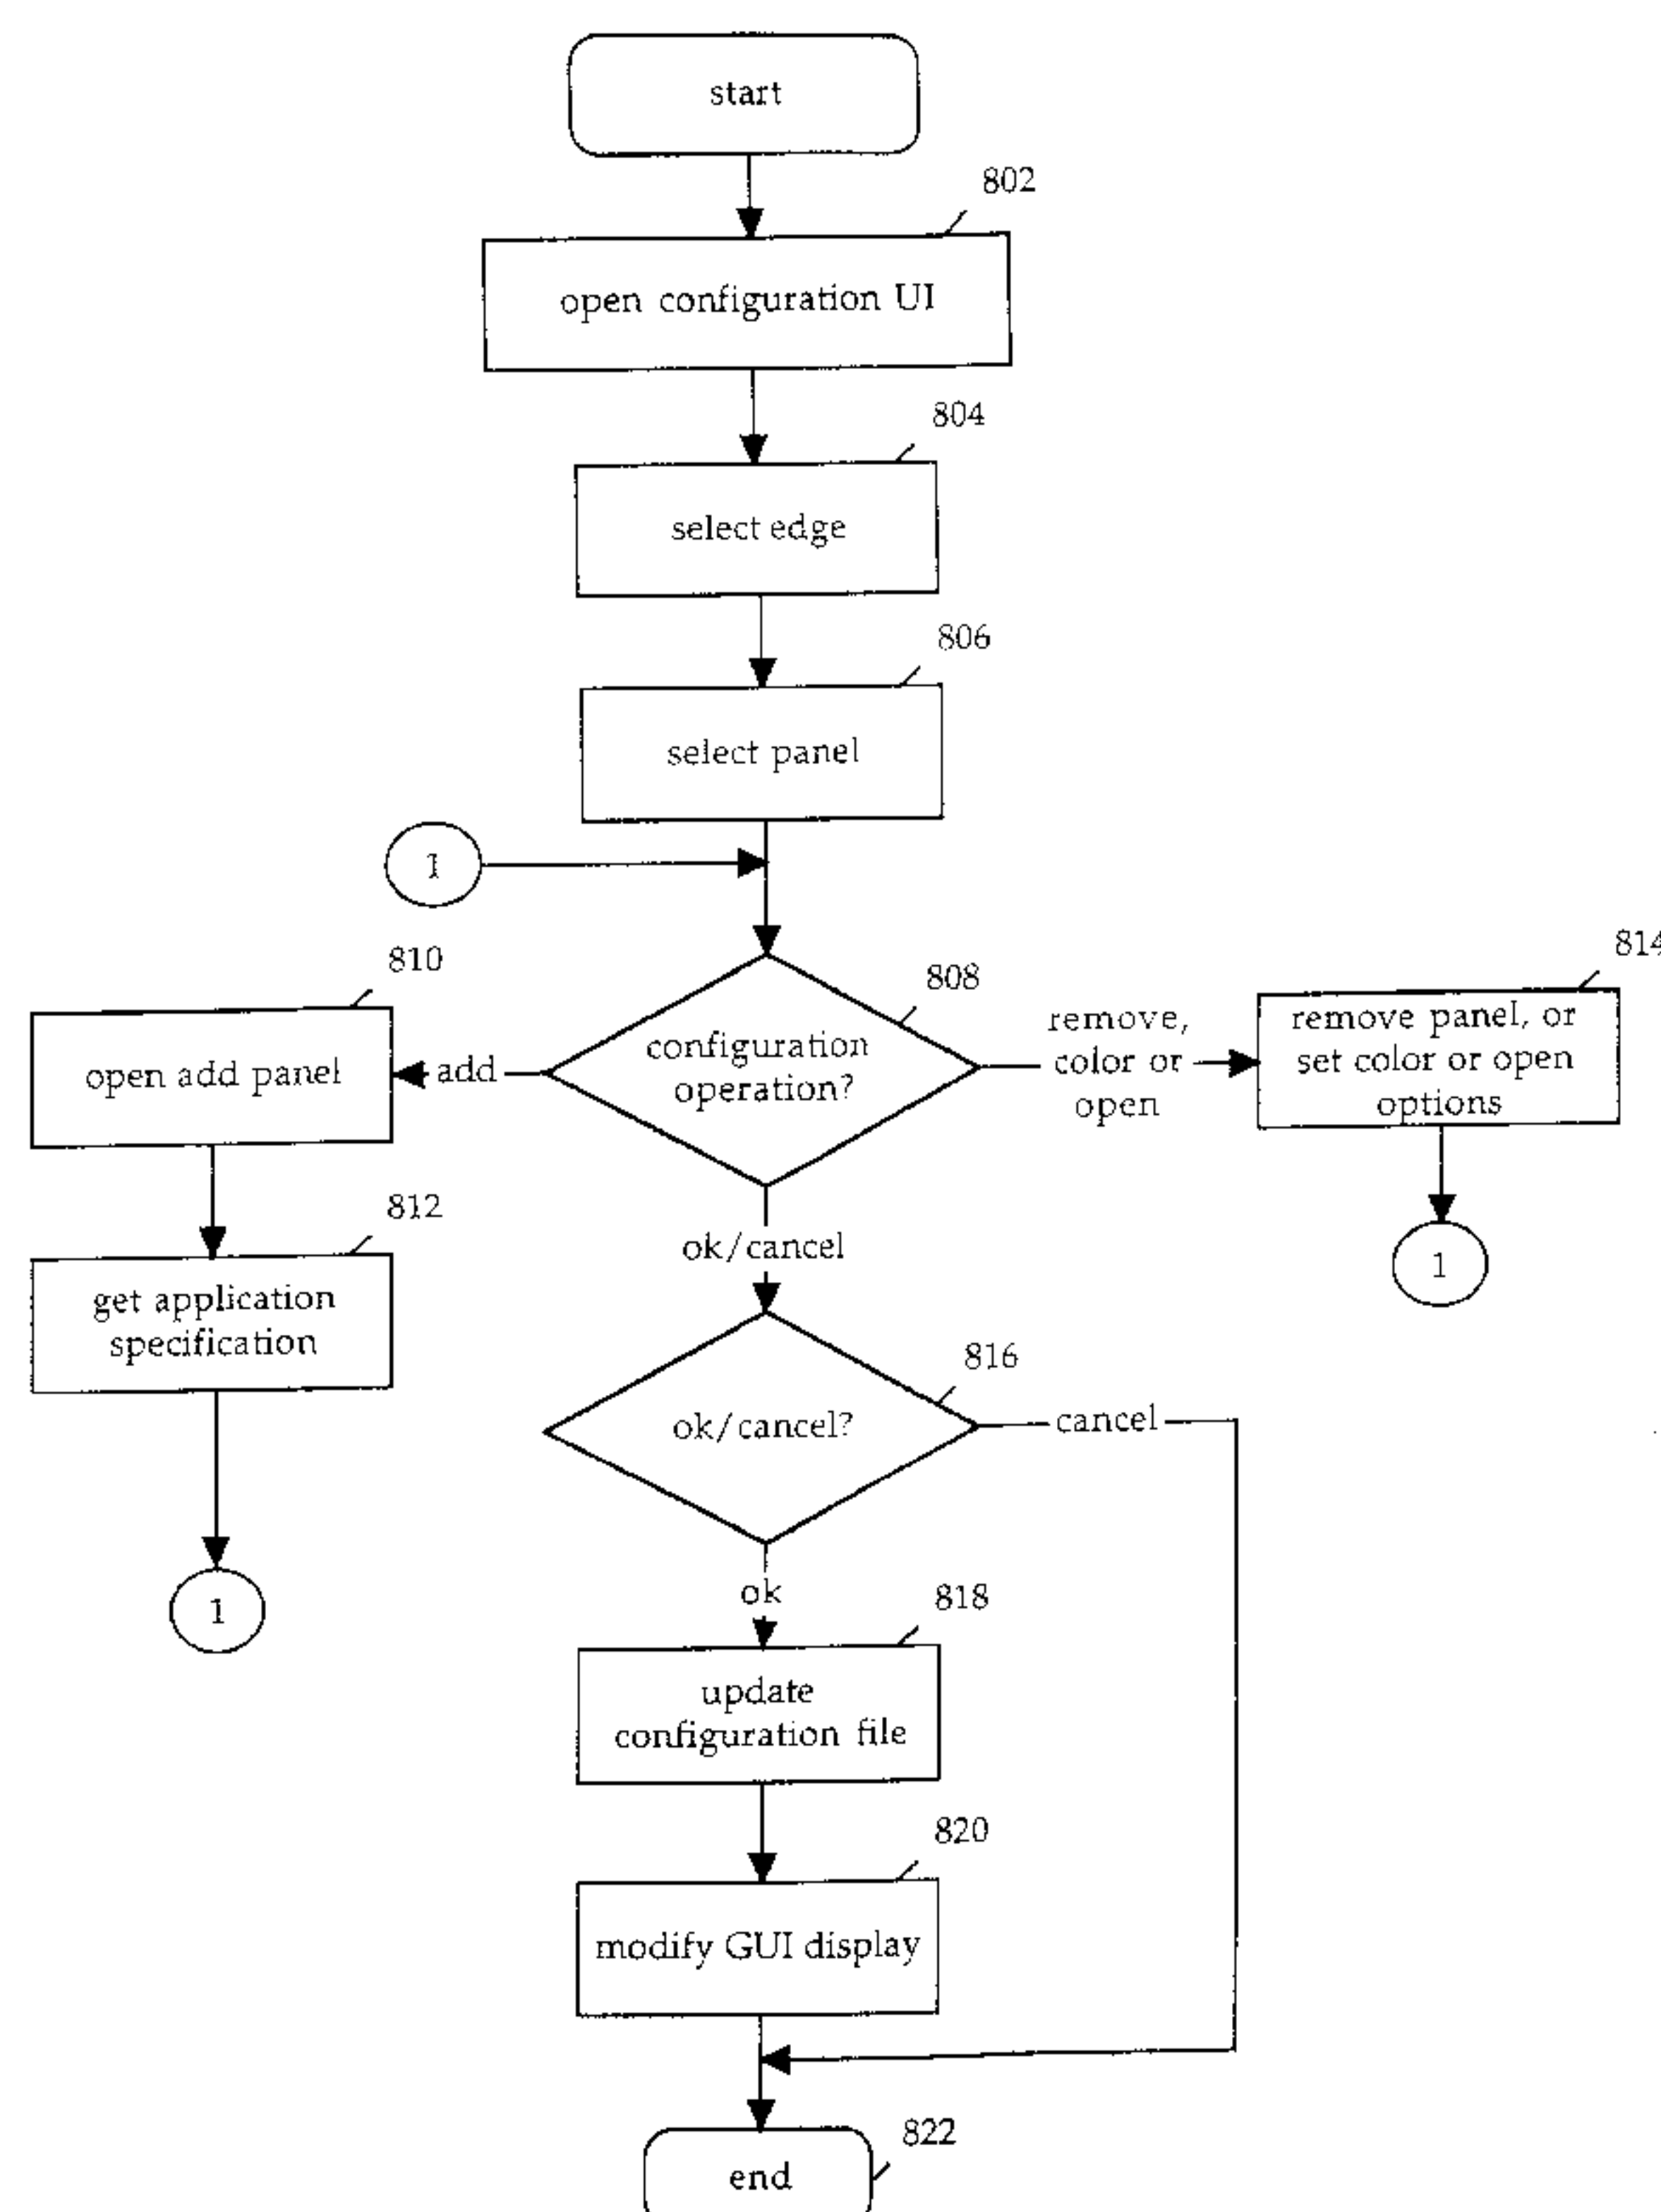 start
802
open configuration UI
804
select edge
806
select panel
1
810
808
814
open add panel
add
configuration
operation?
remove,
color or
open
remove panel, or
set color or open
options
812
ok/cancel
1
get application
specification
816
ok/cancel?
cancel
1
ok
818
update
configuration file
820
modify GUI display
822
end